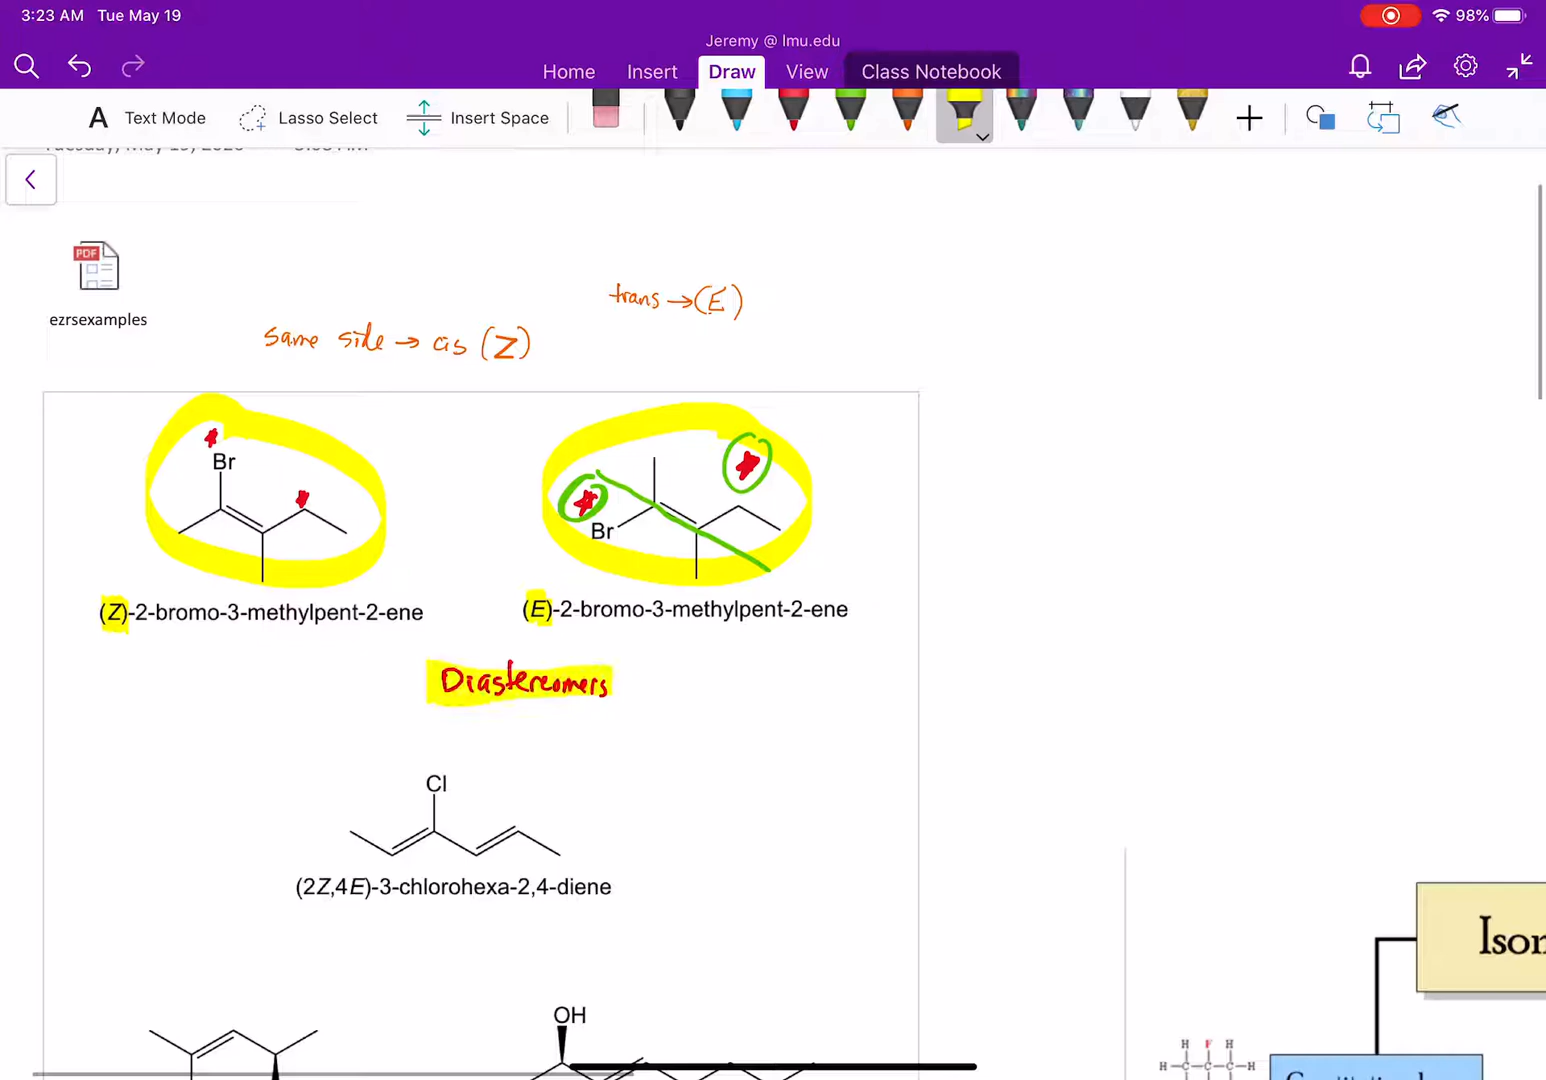 3:23 AM Tue May 19
98%
Jeremy @ lmu.edu
Home Insert Draw View Class Notebook
A Text Mode Lasso Select Insert Space
PDF
ezrsexamples
trans → (E)
same side → cis (Z)
Br
Br
(Z)-2-bromo-3-methylpent-2-ene
(E)-2-bromo-3-methylpent-2-ene
Diastereomers
Cl
(2Z,4E)-3-chlorohexa-2,4-diene
OH
H F H
H-C-C-C-H